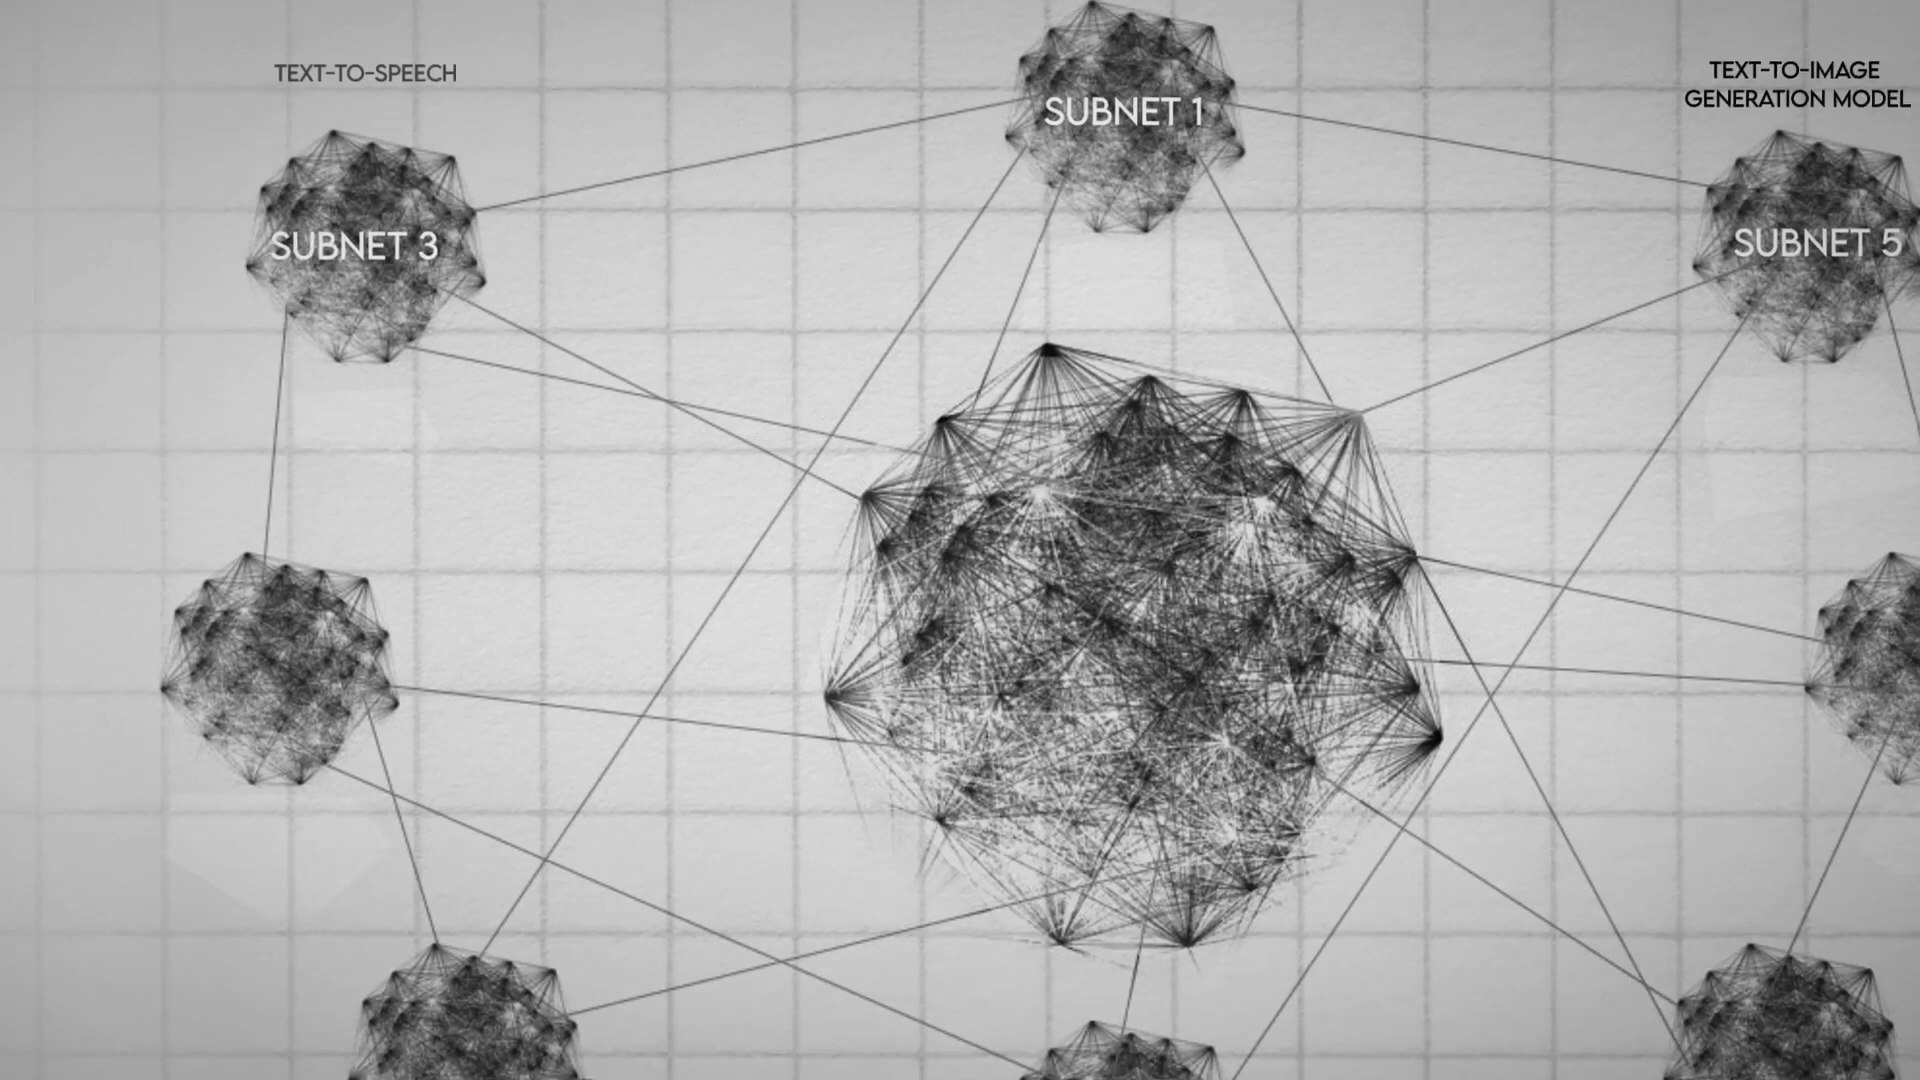 TEXT-TO-SPEECH
SUBNET 3
SUBNET 1
TEXT-TO-IMAGE
GENERATION MODEL
SUBNET 5